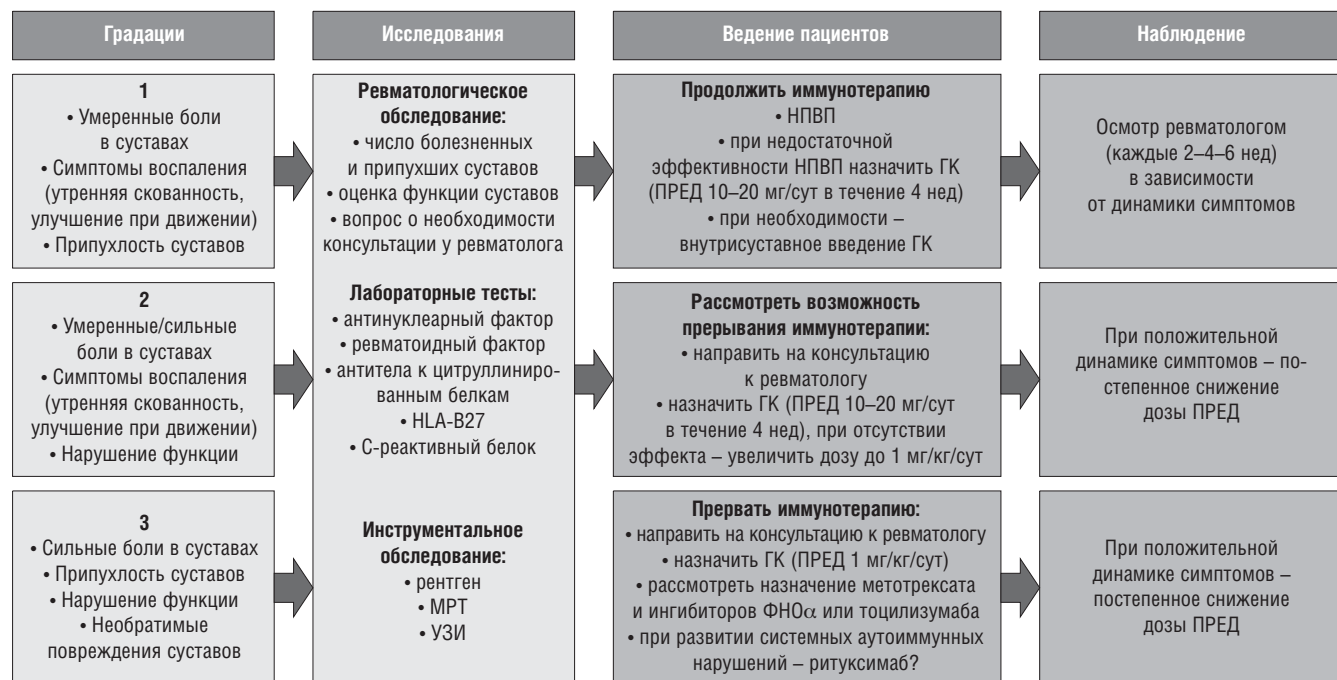 Градации
Исследования
Ведение пациентов
Наблюдение
1
• Умеренные боли
в суставах
• Симптомы воспаления
(утренняя скованность,
улучшение при движении)
• Припухлость суставов
2
• Умеренные/сильные
боли в суставах
• Симптомы воспаления
(утренняя скованность,
улучшение при движении)
• Нарушение функции
3
• Сильные боли в суставах
• Припухлость суставов
• Нарушение функции
• Необратимые
повреждения суставов
Ревматологическое
обследование:
• число болезненных
и припухших суставов
• оценка функции суставов
• вопрос о необходимости
консультации у ревматолога
Лабораторные тесты:
• антинуклеарный фактор
• ревматоидный фактор
• антитела к цитруллиниро-
ванным белкам
• HLA-B27
• С-реактивный белок
Инструментальное
обследование:
• рентген
• МРТ
• УЗИ
Продолжить иммунотерапию
• НПВП
• при недостаточной
эффективности НПВП назначить ГК
(ПРЕД 10–20 мг/сут в течение 4 нед)
• при необходимости –
внутрисуставное введение ГК
Рассмотреть возможность
прерывания иммунотерапии:
• направить на консультацию
к ревматологу
• назначить ГК (ПРЕД 10–20 мг/сут
в течение 4 нед), при отсутствии
эффекта – увеличить дозу до 1 мг/кг/сут
Прервать иммунотерапию:
• направить на консультацию к ревматологу
• назначить ГК (ПРЕД 1 мг/кг/сут)
• рассмотреть назначение метотрексата
и ингибиторов ФНОα или тоцилизумаба
• при развитии системных аутоиммунных
нарушений – ритуксимаб?
Осмотр ревматологом
(каждые 2–4–6 нед)
в зависимости
от динамики симптомов
При положительной
динамике симптомов – по-
степенное снижение
дозы ПРЕД
При положительной
динамике симптомов –
постепенное снижение
дозы ПРЕД